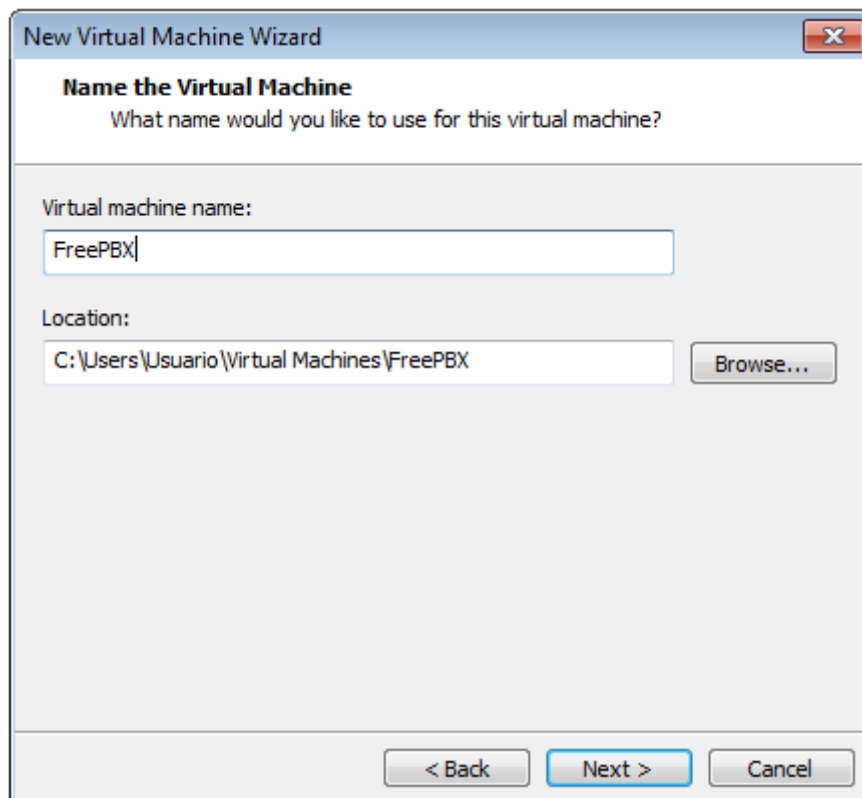 New Virtual Machine Wizard
Name the Virtual Machine
What name would you like to use for this virtual machine?
Virtual machine name:
FreePBX
Location:
C:\Users\Usuario\Virtual Machines\FreePBX
Browse...
< Back
Next >
Cancel